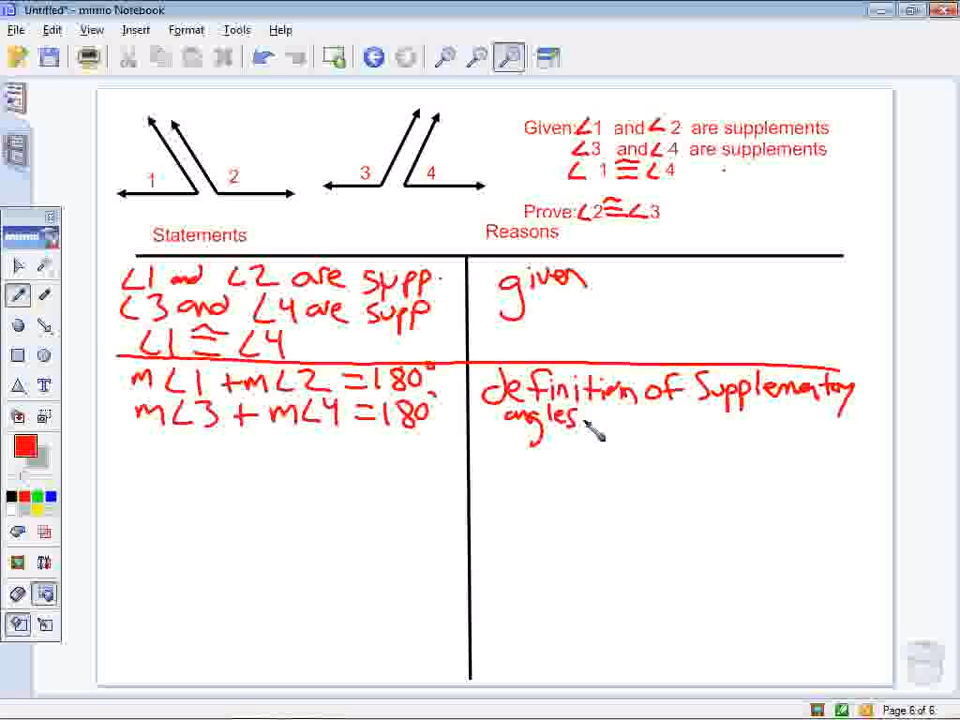 Untitled* - mimio Notebook
File Edit View Insert Format Tools Help
1 2 3 4
Given: ∠1 and ∠2 are supplements
∠3 and ∠4 are supplements
∠1 ≅ ∠4
Prove: ∠2 ≅ ∠3
Statements Reasons
∠1 and ∠2 are supp. given
∠3 and ∠4 are supp
∠1 ≅ ∠4
m∠1 + m∠2 = 180° definition of Supplementary
m∠3 + m∠4 = 180° angles
mimio
Page 6 of 6